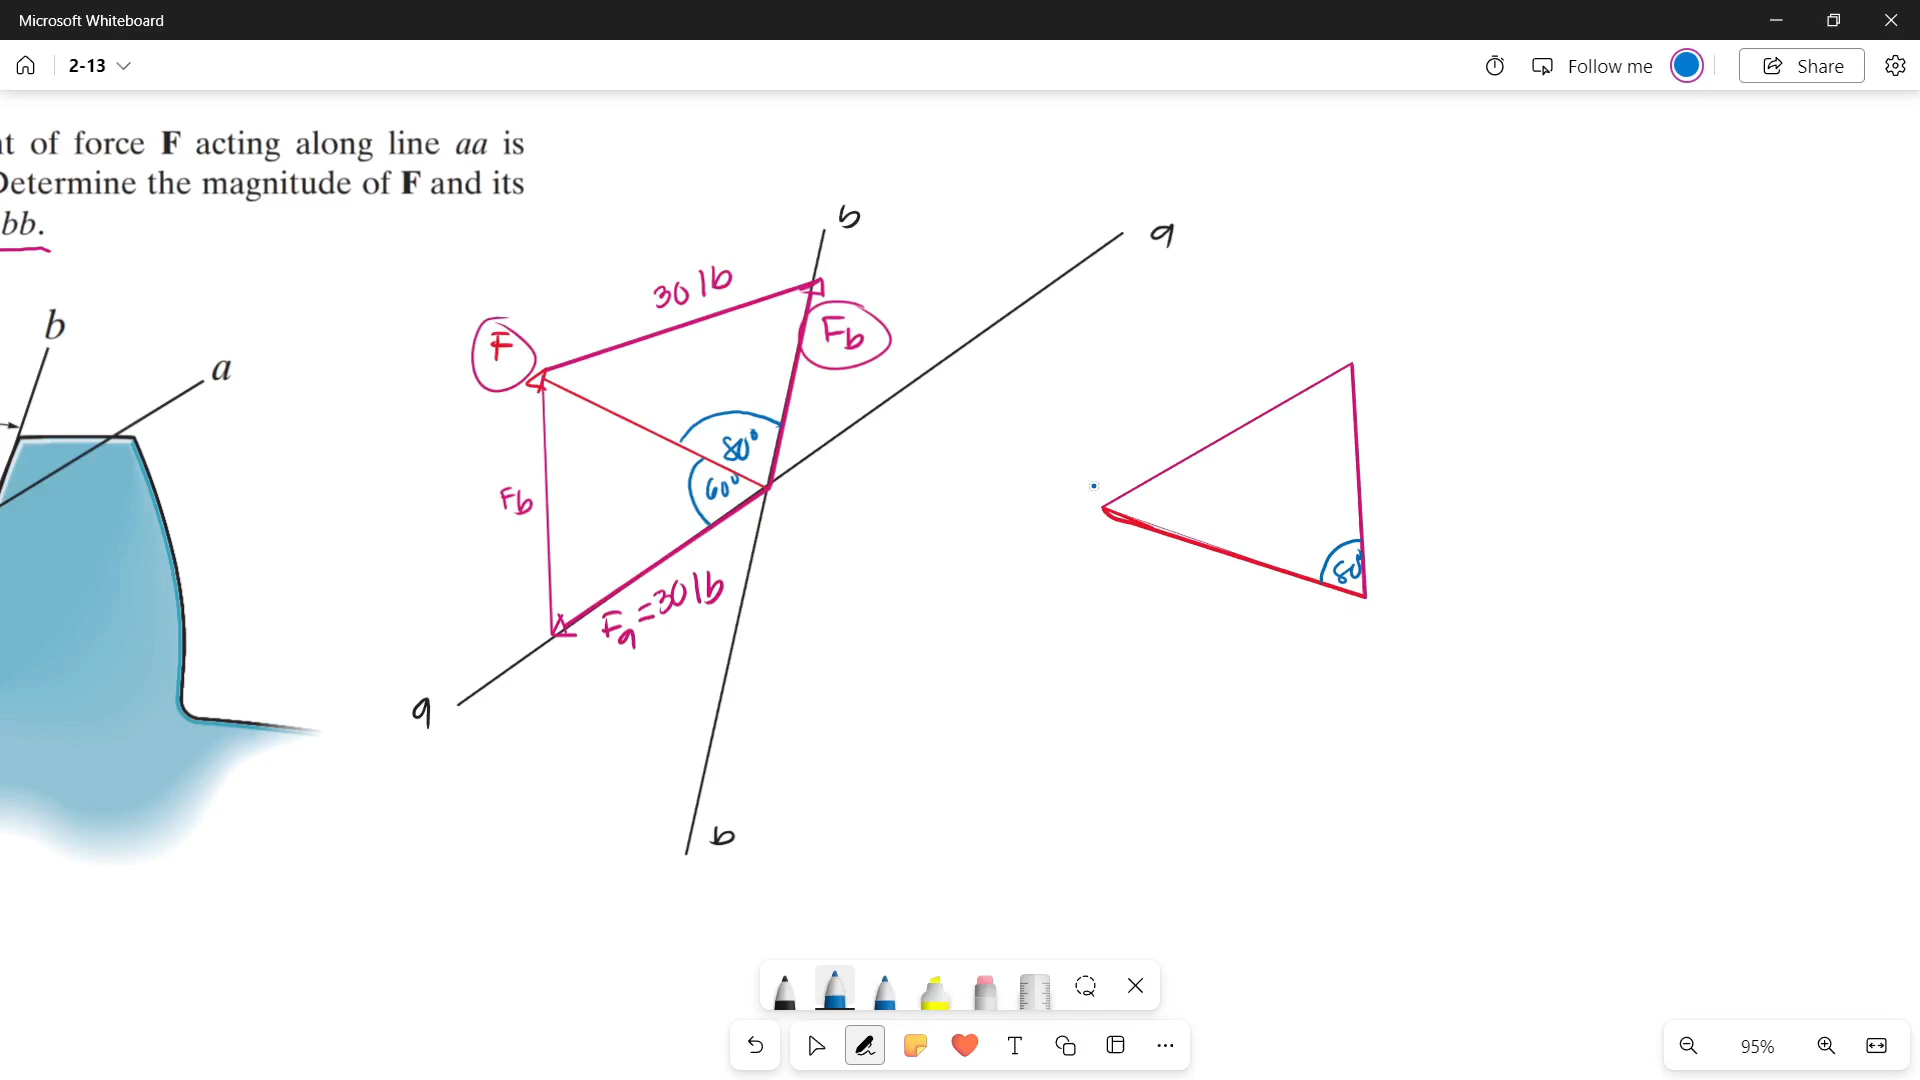 Microsoft Whiteboard
2-13
Follow me
Share
t of force F acting along line aa is
Determine the magnitude of F and its
bb.
b
a
b
a
30 lb
F
Fb
80°
60°
Fb
Fa = 30 lb
a
b
80°
95%